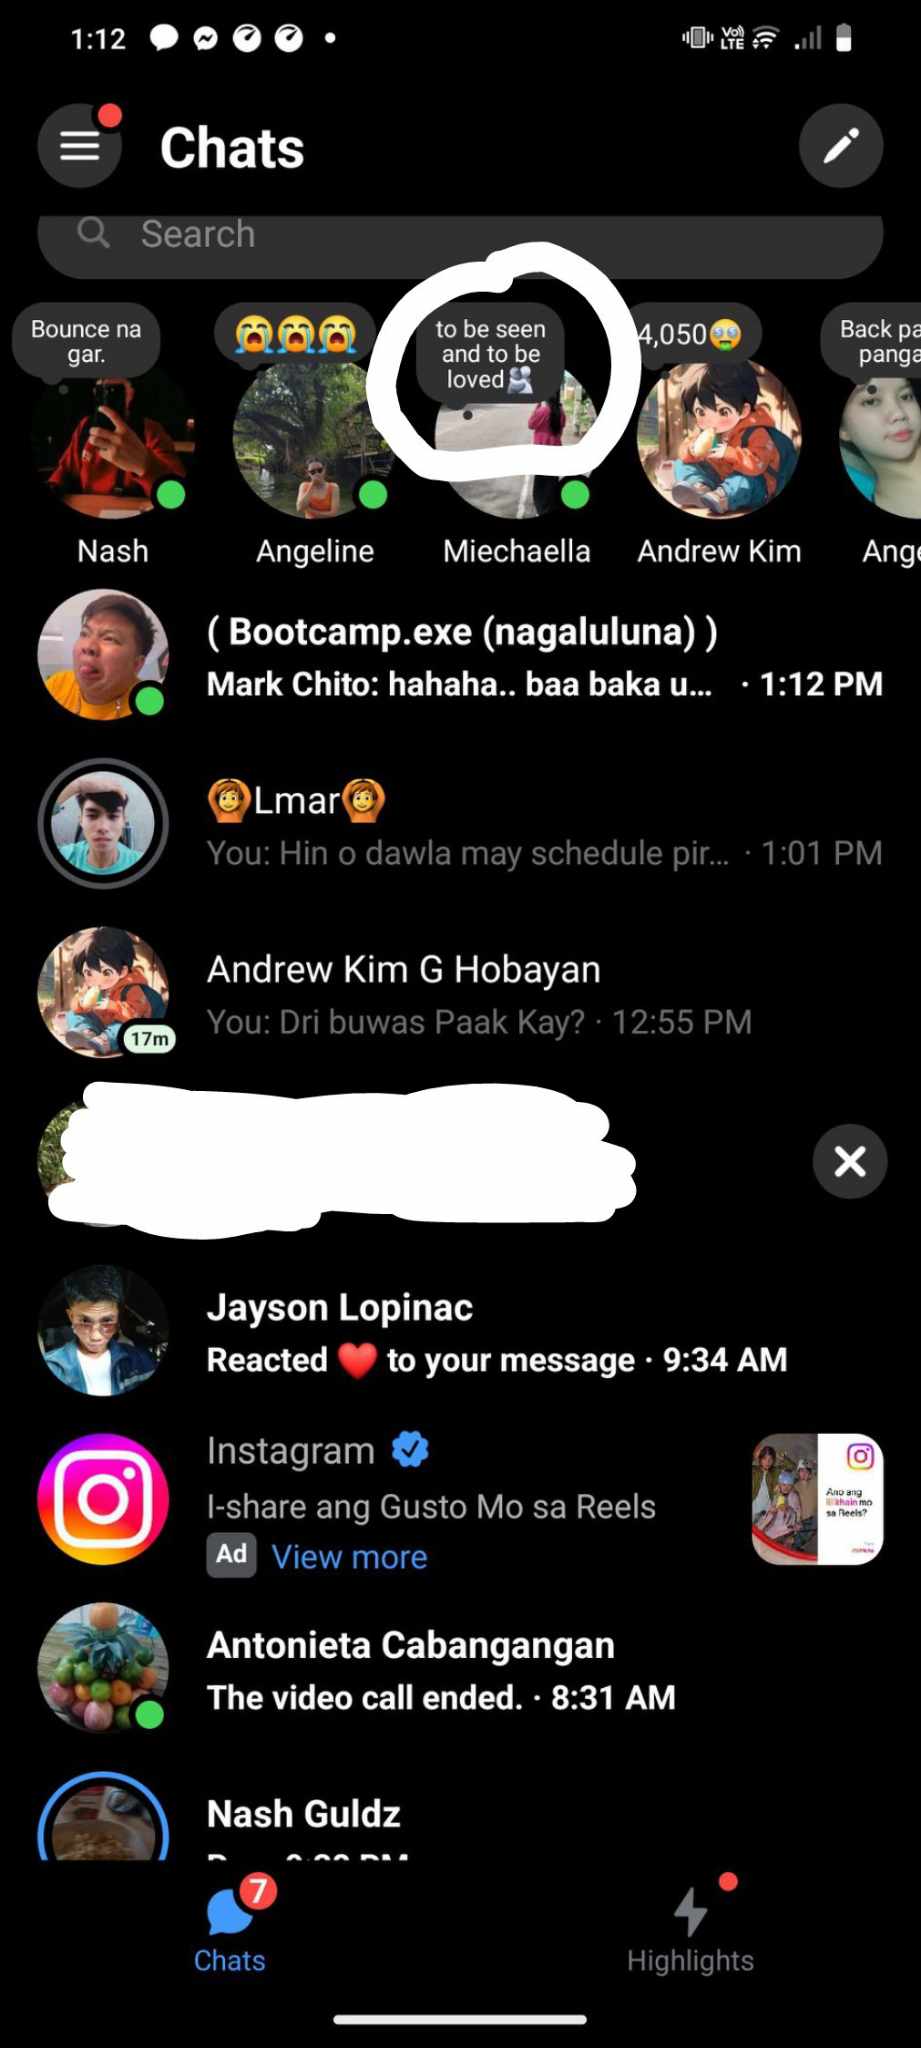 1:12
Vo)) LTE
Chats
Search
Bounce na
gar.
😭😭😭
to be seen
and to be
loved🫂
4,050🤑
Back pa
panga
Nash
Angeline
Miechaella
Andrew Kim
Ange
( Bootcamp.exe (nagaluluna) )
Mark Chito: hahaha.. baa baka u... · 1:12 PM
🙆Lmar🙆
You: Hin o dawla may schedule pir... · 1:01 PM
Andrew Kim G Hobayan
You: Dri buwas Paak Kay? · 12:55 PM
17m
Jayson Lopinac
Reacted ❤️ to your message · 9:34 AM
Instagram
I-share ang Gusto Mo sa Reels
Ad View more
Ano ang
mo
sa Reels?
Antonieta Cabangangan
The video call ended. · 8:31 AM
Nash Guldz
7
Chats
Highlights